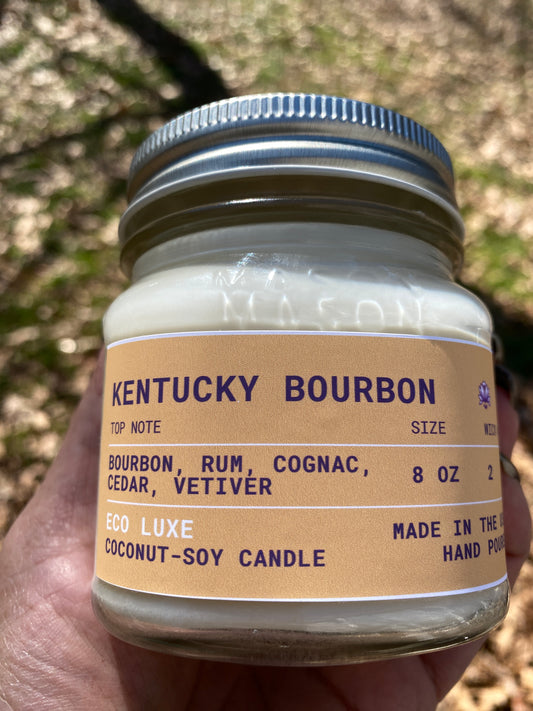 MASON
KENTUCKY BOURBON
TOP NOTE SIZE
BOURBON, RUM, COGNAC,
CEDAR, VETIVER
8 OZ 2
ECO LUXE
COCONUT-SOY CANDLE
MADE IN THE
HAND